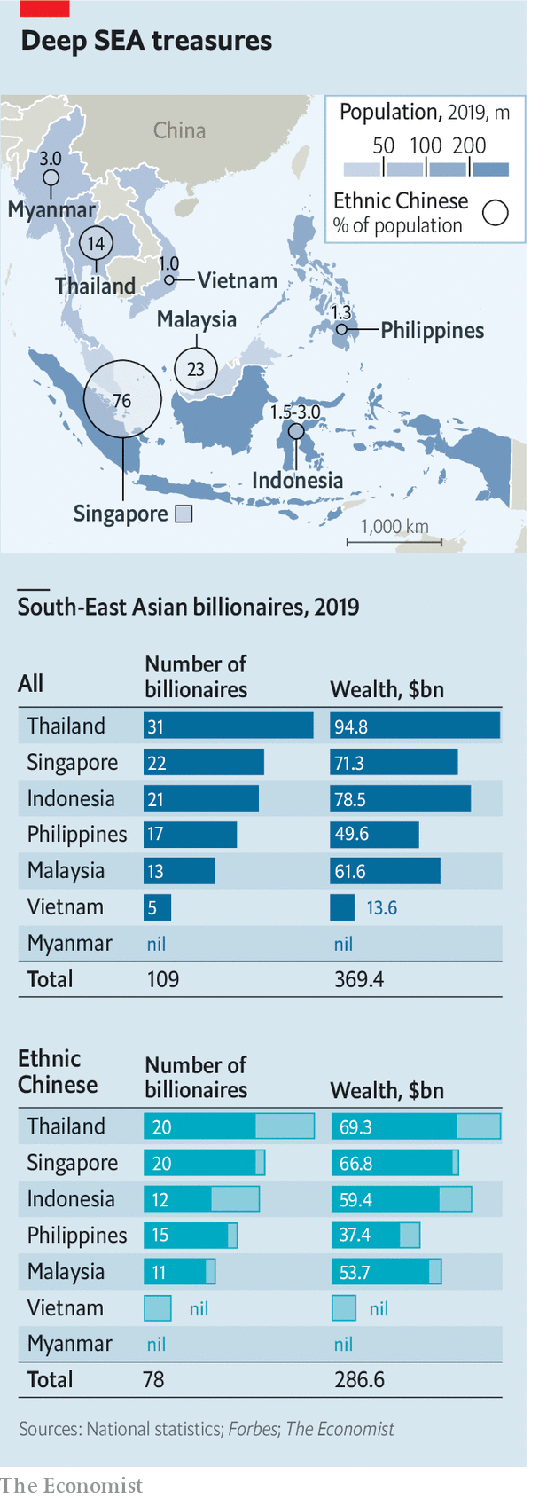 Deep SEA treasures
Population, 2019, m
50 100 200
Ethnic Chinese
% of population
China
3.0
Myanmar
14
Thailand
1.0
Vietnam
Malaysia
23
1.3
Philippines
76
1.5-3.0
Indonesia
Singapore
1,000 km
South-East Asian billionaires, 2019
All
Number of
billionaires
Wealth, $bn
Thailand 31 94.8
Singapore 22 71.3
Indonesia 21 78.5
Philippines 17 49.6
Malaysia 13 61.6
Vietnam 5 13.6
Myanmar nil nil
Total 109 369.4
Ethnic
Chinese
Number of
billionaires
Wealth, $bn
Thailand 20 69.3
Singapore 20 66.8
Indonesia 12 59.4
Philippines 15 37.4
Malaysia 11 53.7
Vietnam nil nil
Myanmar nil nil
Total 78 286.6
Sources: National statistics; Forbes; The Economist
The Economist